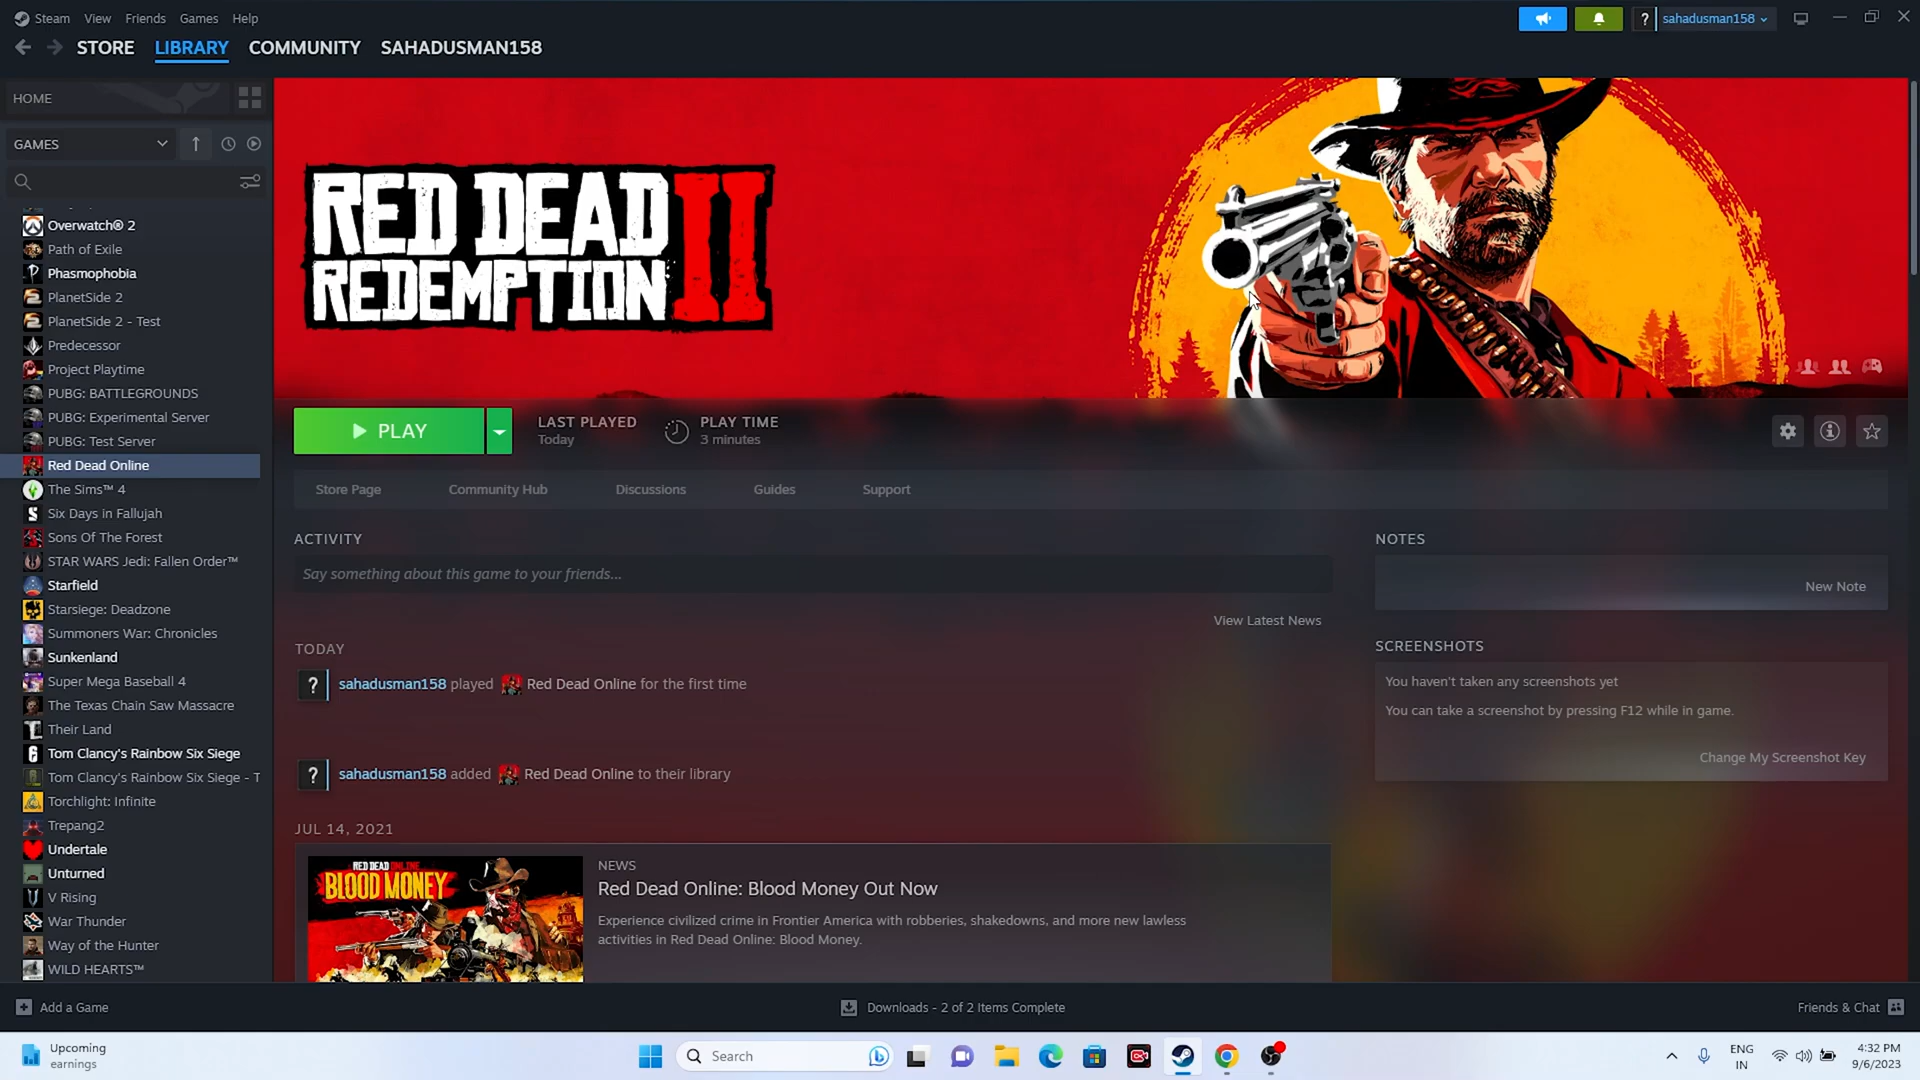 Steam View Friends Games Help
sahadusman158
STORE LIBRARY COMMUNITY SAHADUSMAN158
HOME
GAMES
Overwatch® 2
Path of Exile
Phasmophobia
PlanetSide 2
PlanetSide 2 - Test
Predecessor
Project Playtime
PUBG: BATTLEGROUNDS
PUBG: Experimental Server
PUBG: Test Server
Red Dead Online
The Sims™ 4
Six Days in Fallujah
Sons Of The Forest
STAR WARS Jedi: Fallen Order™
Starfield
Starsiege: Deadzone
Summoners War: Chronicles
Sunkenland
Super Mega Baseball 4
The Texas Chain Saw Massacre
Their Land
Tom Clancy's Rainbow Six Siege
Tom Clancy's Rainbow Six Siege - T
Torchlight: Infinite
Trepang2
Undertale
Unturned
V Rising
War Thunder
Way of the Hunter
WILD HEARTS™
RED DEAD
REDEMPTION II
PLAY
LAST PLAYED
Today
PLAY TIME
3 minutes
Store Page Community Hub Discussions Guides Support
ACTIVITY
Say something about this game to your friends...
View Latest News
TODAY
? sahadusman158 played Red Dead Online for the first time
? sahadusman158 added Red Dead Online to their library
JUL 14, 2021
RED DEAD ONLINE
BLOOD MONEY
NEWS
Red Dead Online: Blood Money Out Now
Experience civilized crime in Frontier America with robberies, shakedowns, and more new lawless
activities in Red Dead Online: Blood Money.
NOTES
New Note
SCREENSHOTS
You haven't taken any screenshots yet
You can take a screenshot by pressing F12 while in game.
Change My Screenshot Key
Add a Game
Downloads - 2 of 2 Items Complete
Friends & Chat
Upcoming
earnings
Search
ENG
IN
4:32 PM
9/6/2023